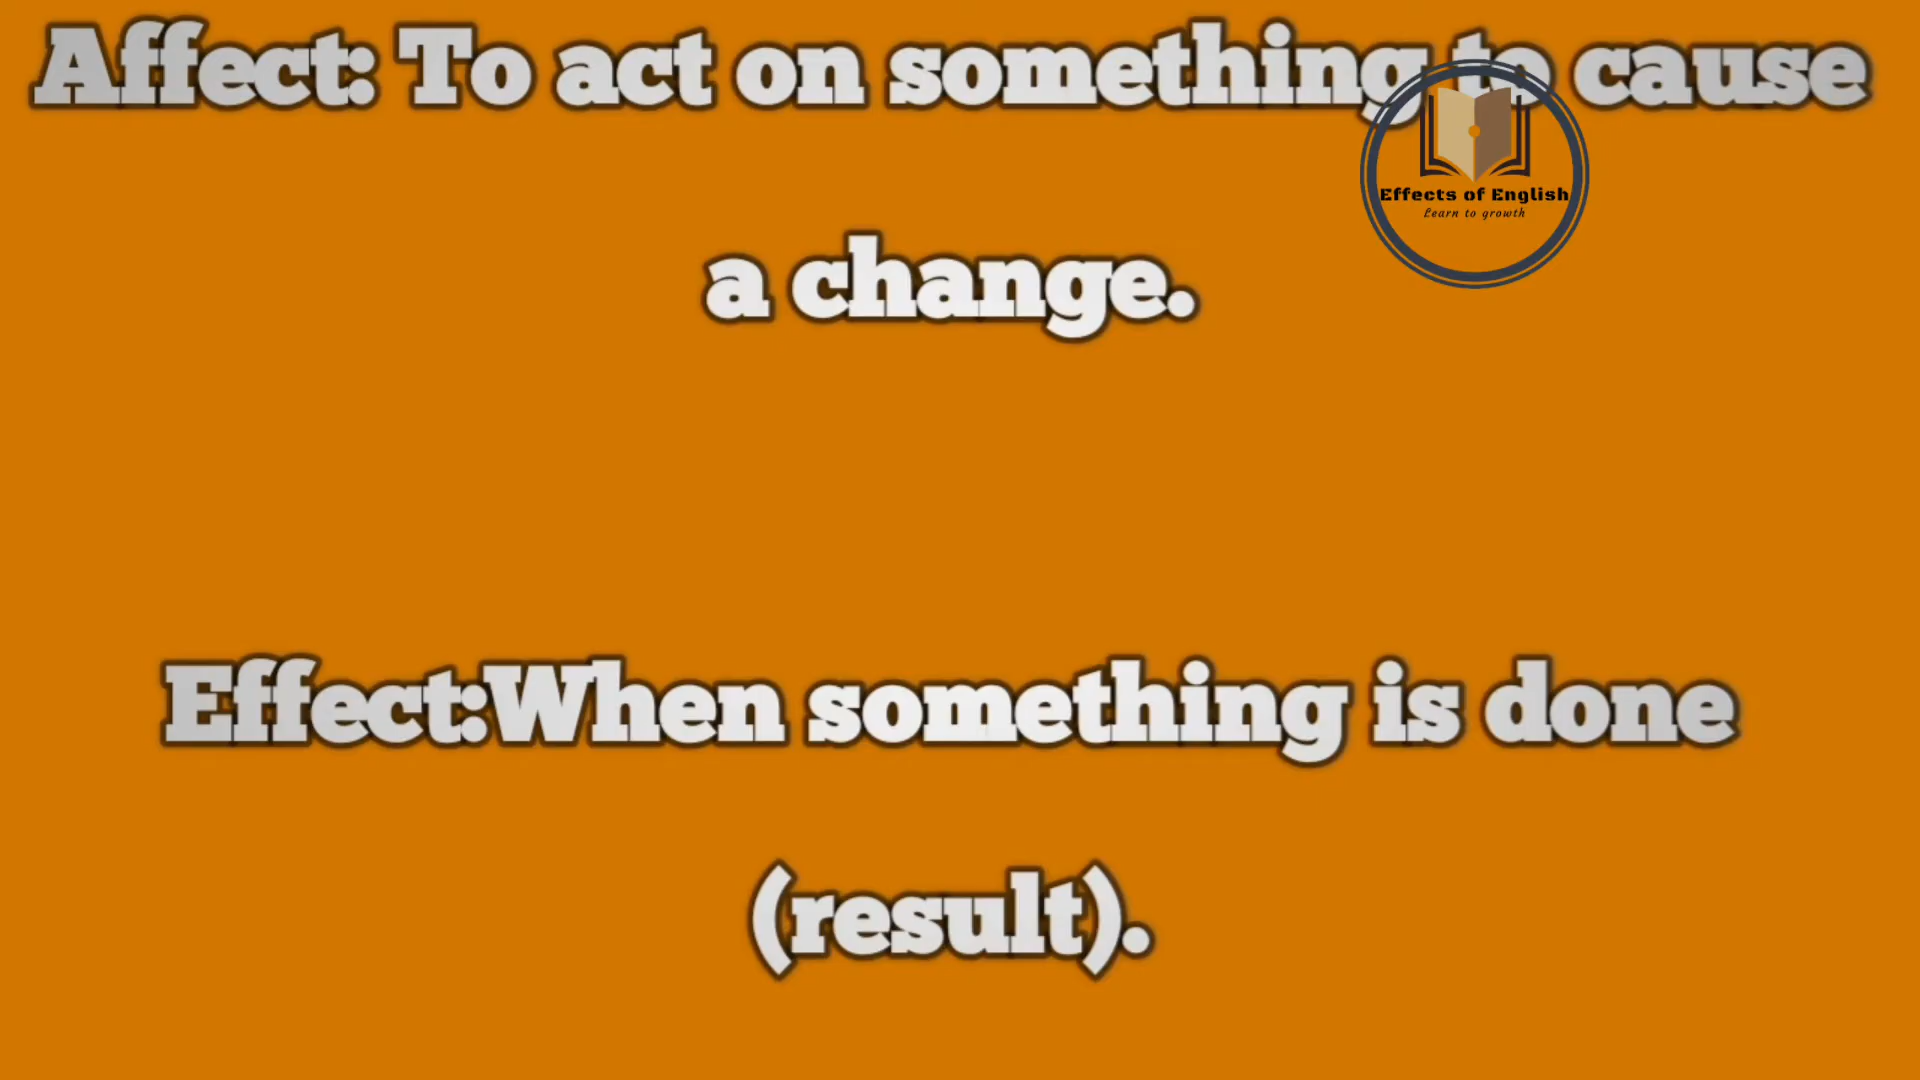 Affect: To act on something to cause
a change.
Effects of English
Learn to growth
Effect:When something is done
(result).